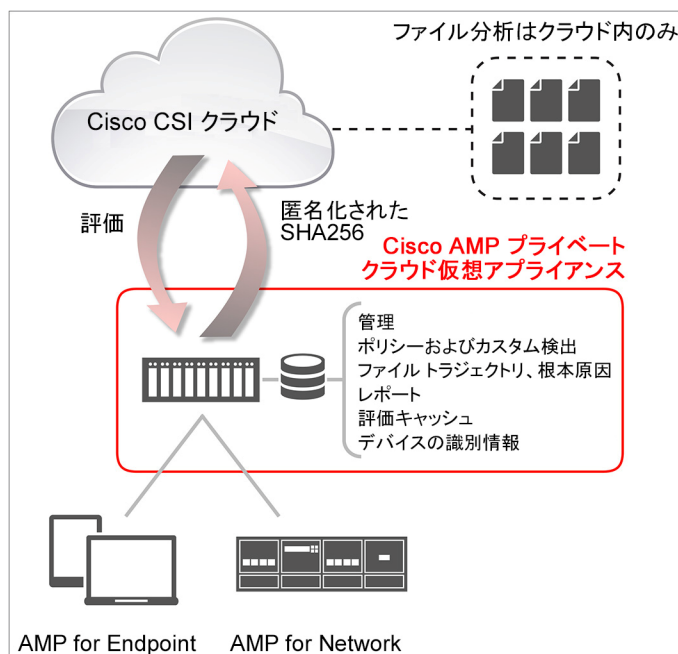 ファイル分析はクラウド内のみ
Cisco CSI クラウド
評価
匿名化された
SHA256
Cisco AMP プライベート
クラウド仮想アプライアンス
管理
ポリシーおよびカスタム検出
ファイル トラジェクトリ、根本原因
レポート
評価キャッシュ
デバイスの識別情報
AMP for Endpoint
AMP for Network